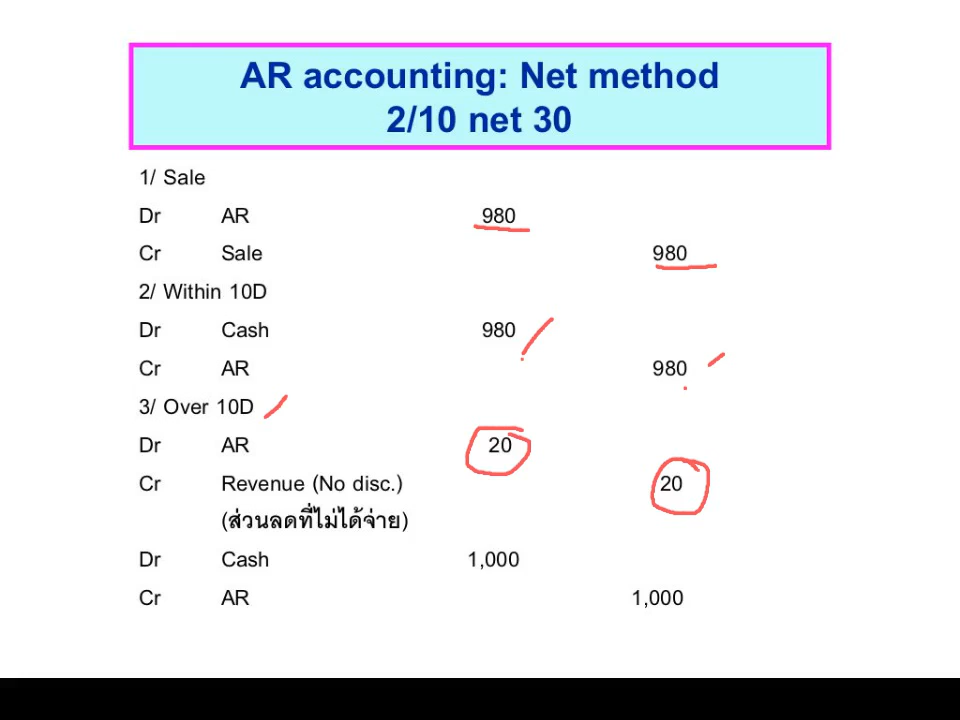 AR accounting: Net method
2/10 net 30
1/ Sale
Dr AR 980
Cr Sale 980
2/ Within 10D
Dr Cash 980
Cr AR 980
3/ Over 10D
Dr AR 20
Cr Revenue (No disc.) 20
(ส่วนลดที่ไม่ได้จ่าย)
Dr Cash 1,000
Cr AR 1,000